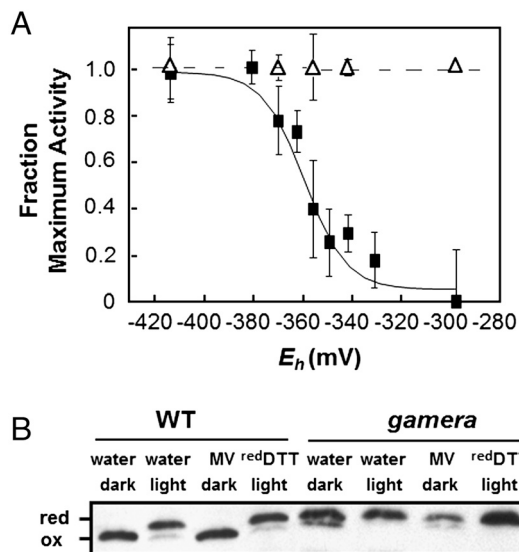 A
Fraction
Maximum Activity
1.0
0.8
0.6
0.4
0.2
0
-420 -400 -380 -360 -340 -320 -300 -280
Eh (mV)
B
WT gamera
water water MV redDTT water water MV redDTT
dark light dark light dark light dark light
red
ox